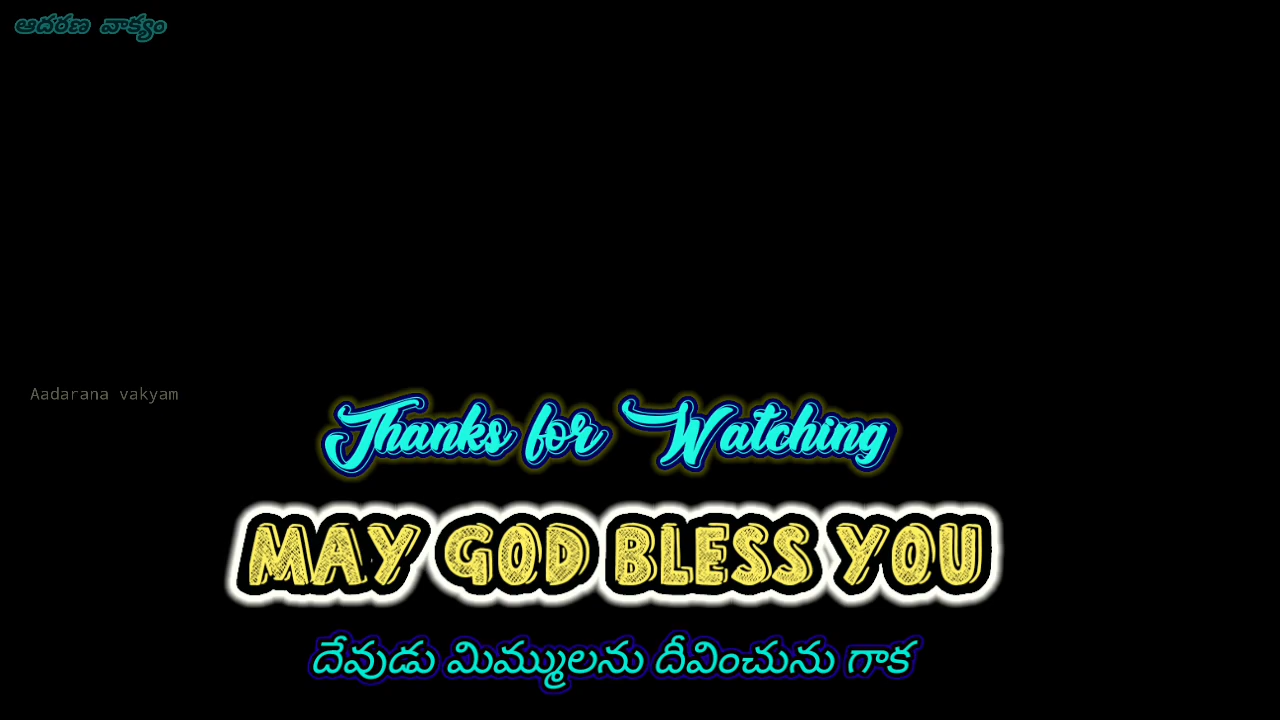 ఆదరణ వాక్యం
Aadarana vakyam
Thanks for Watching
MAY GOD BLESS YOU
దేవుడు మిమ్ములను దీవించును గాక